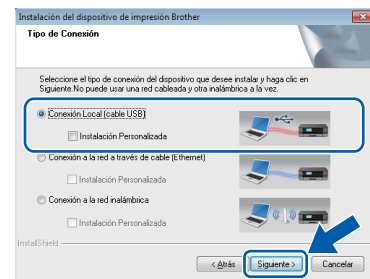 Instalación del dispositivo de impresión Brother
Tipo de Conexión
Seleccione el tipo de conexión del dispositivo que desee instalar y haga clic en
Siguiente.No puede usar una red cableada y otra inalámbrica a la vez.
Conexión Local (cable USB)
Instalación Personalizada
Conexión a la red a través de cable (Ethernet)
Instalación Personalizada
Conexión a la red inalámbrica
Instalación Personalizada
InstallShield
< Atrás Siguiente > Cancelar